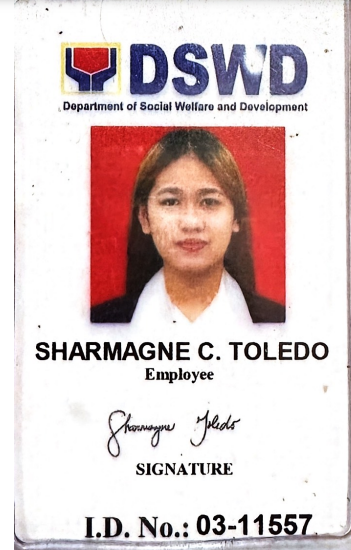 DSWD
Department of Social Welfare and Development
SHARMAGNE C. TOLEDO
Employee
Sharmagne Toledo
SIGNATURE
I.D. No.: 03-11557